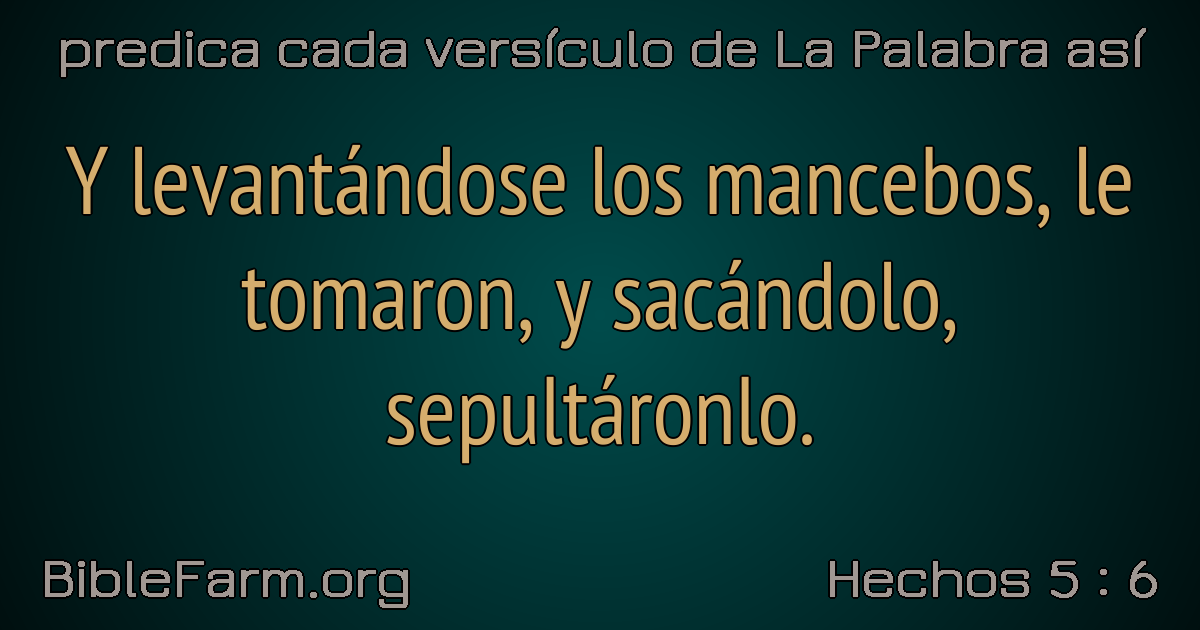 predica cada versículo de La Palabra así
Y levantándose los mancebos, le
tomaron, y sacándolo,
sepultáronlo.
BibleFarm.org
Hechos 5 : 6